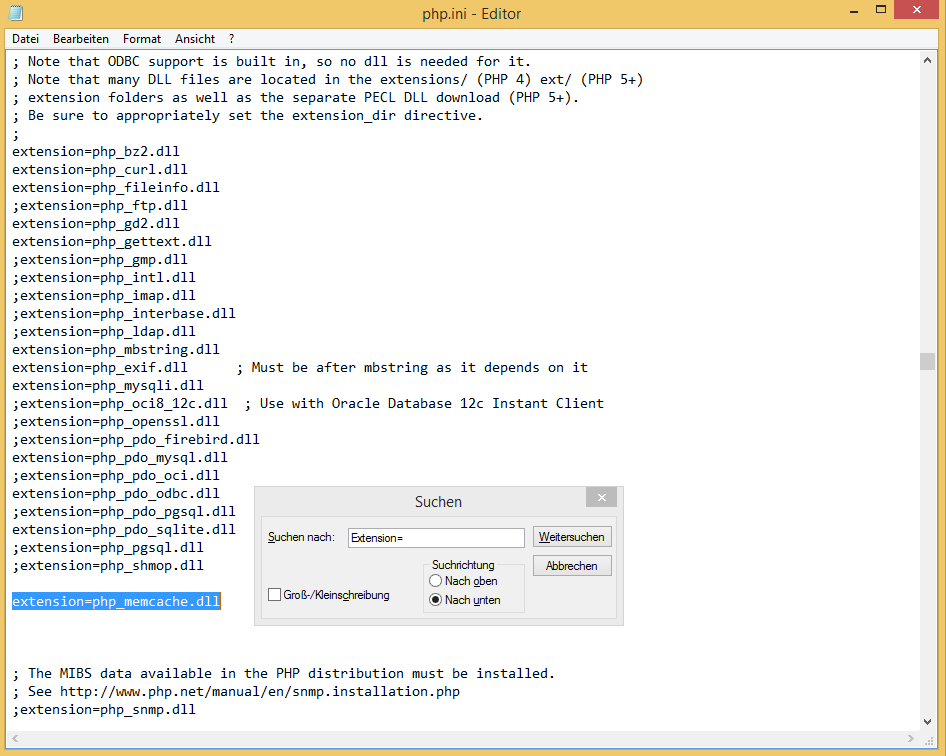 php.ini - Editor
Datei Bearbeiten Format Ansicht ?
; Note that ODBC support is built in, so no dll is needed for it.
; Note that many DLL files are located in the extensions/ (PHP 4) ext/ (PHP 5+)
; extension folders as well as the separate PECL DLL download (PHP 5+).
; Be sure to appropriately set the extension_dir directive.
;
extension=php_bz2.dll
extension=php_curl.dll
extension=php_fileinfo.dll
;extension=php_ftp.dll
extension=php_gd2.dll
extension=php_gettext.dll
;extension=php_gmp.dll
;extension=php_intl.dll
;extension=php_imap.dll
;extension=php_interbase.dll
;extension=php_ldap.dll
extension=php_mbstring.dll
extension=php_exif.dll      ; Must be after mbstring as it depends on it
extension=php_mysqli.dll
;extension=php_oci8_12c.dll  ; Use with Oracle Database 12c Instant Client
;extension=php_openssl.dll
;extension=php_pdo_firebird.dll
extension=php_pdo_mysql.dll
;extension=php_pdo_oci.dll
extension=php_pdo_odbc.dll
;extension=php_pdo_pgsql.dll
extension=php_pdo_sqlite.dll
;extension=php_pgsql.dll
;extension=php_shmop.dll
extension=php_memcache.dll
; The MIBS data available in the PHP distribution must be installed.
; See http://www.php.net/manual/en/snmp.installation.php
;extension=php_snmp.dll
Suchen
Suchen nach: Extension= Weitersuchen
Suchrichtung Abbrechen
Nach oben
Groß-/Kleinschreibung
Nach unten